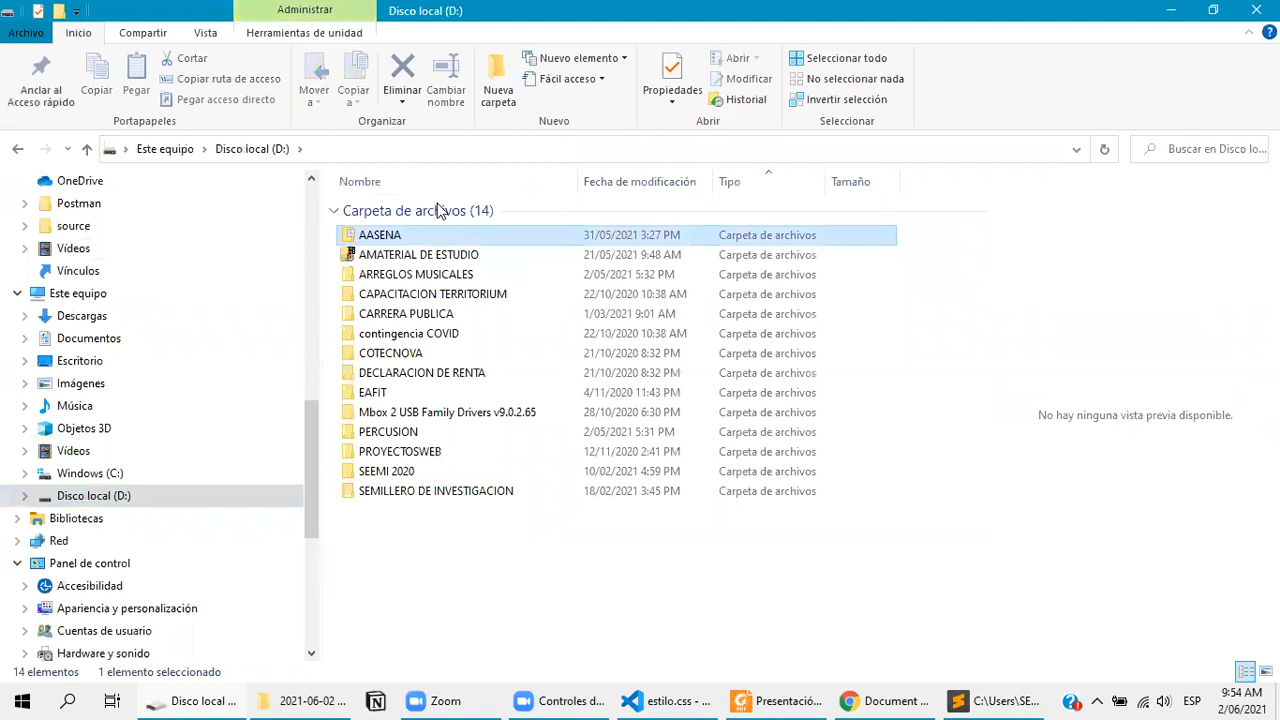 Administrar Disco local (D:)
Archivo Inicio Compartir Vista Herramientas de unidad
Anclar al Acceso rápido
Copiar
Pegar
Cortar
Copiar ruta de acceso
Pegar acceso directo
Portapapeles
Mover a
Copiar a
Eliminar
Cambiar nombre
Organizar
Nueva carpeta
Nuevo elemento
Fácil acceso
Nuevo
Propiedades
Abrir
Modificar
Historial
Abrir
Seleccionar todo
No seleccionar nada
Invertir selección
Seleccionar
Este equipo Disco local (D:)
Buscar en Disco lo...
OneDrive
Postman
source
Vídeos
Vínculos
Este equipo
Descargas
Documentos
Escritorio
Imágenes
Música
Objetos 3D
Vídeos
Windows (C:)
Disco local (D:)
Bibliotecas
Red
Panel de control
Accesibilidad
Apariencia y personalización
Cuentas de usuario
Hardware y sonido
Nombre Fecha de modificación Tipo Tamaño
Carpeta de archivos (14)
AASENA 31/05/2021 3:27 PM Carpeta de archivos
AMATERIAL DE ESTUDIO 21/05/2021 9:48 AM Carpeta de archivos
ARREGLOS MUSICALES 2/05/2021 5:32 PM Carpeta de archivos
CAPACITACION TERRITORIUM 22/10/2020 10:38 AM Carpeta de archivos
CARRERA PUBLICA 1/03/2021 9:01 AM Carpeta de archivos
contingencia COVID 22/10/2020 10:38 AM Carpeta de archivos
COTECNOVA 21/10/2020 8:32 PM Carpeta de archivos
DECLARACION DE RENTA 21/10/2020 8:32 PM Carpeta de archivos
EAFIT 4/11/2020 11:43 PM Carpeta de archivos
Mbox 2 USB Family Drivers v9.0.2.65 28/10/2020 6:30 PM Carpeta de archivos
PERCUSION 2/05/2021 5:31 PM Carpeta de archivos
PROYECTOSWEB 12/11/2020 2:41 PM Carpeta de archivos
SEEMI 2020 10/02/2021 4:59 PM Carpeta de archivos
SEMILLERO DE INVESTIGACION 18/02/2021 3:45 PM Carpeta de archivos
No hay ninguna vista previa disponible.
14 elementos 1 elemento seleccionado
Disco local ... 2021-06-02 ... Zoom Controles d... estilo.css - ... Presentació... Document ... C:\Users\SE... ESP 9:54 AM
2/06/2021